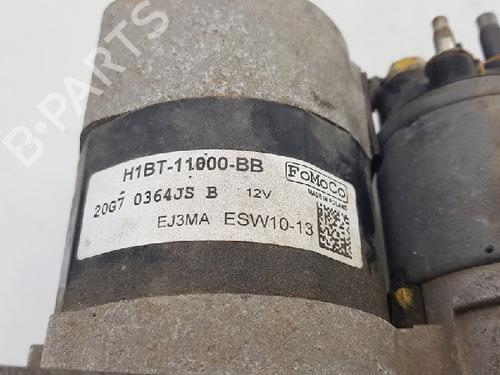 B-PARTS
H1BT-11000-BB
FoMoCo
MADE IN POLAND
20G7 0364JS B 12V
EJ3MA ESW10-13